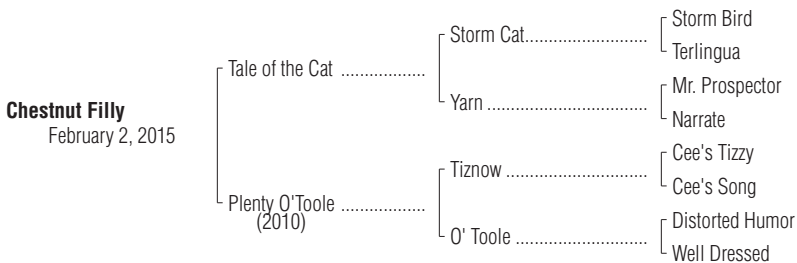 Chestnut Filly
February 2, 2015
Tale of the Cat ..................
Plenty O'Toole ..................
(2010)
Storm Cat..........................
Yarn ..................................
Tiznow ..............................
O' Toole ............................
Storm Bird
Terlingua
Mr. Prospector
Narrate
Cee's Tizzy
Cee's Song
Distorted Humor
Well Dressed